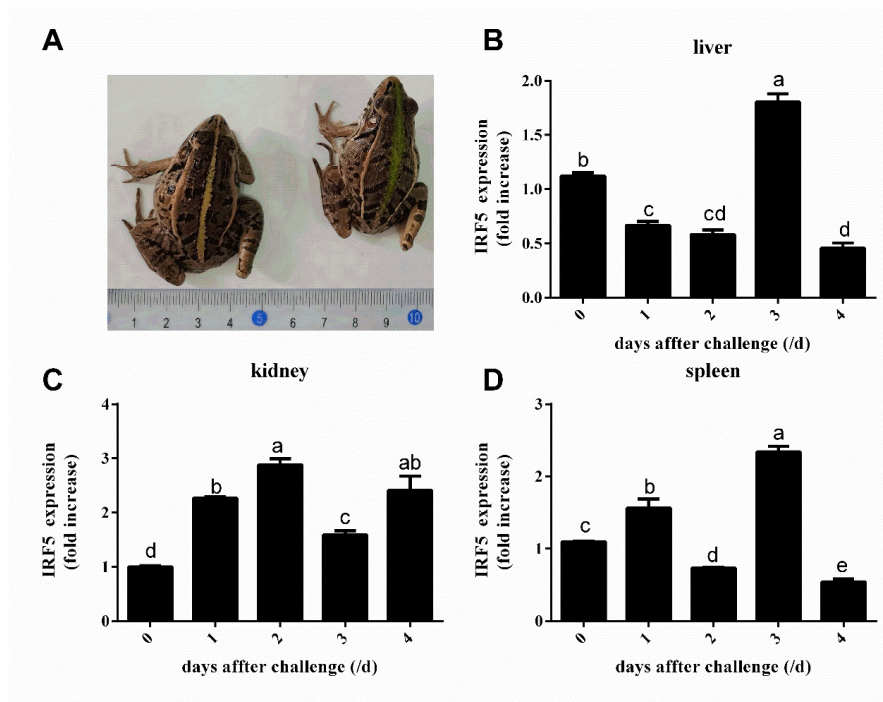 A
1 2 3 4 5 6 7 8 9 10
B
liver
IRF5 expression
(fold increase)
2.0
1.5
1.0
0.5
0.0
b
c
cd
a
d
0 1 2 3 4
days affter challenge (/d)
C
kidney
IRF5 expression
(fold increase)
4
3
2
1
0
d
b
a
c
ab
0 1 2 3 4
days affter challenge (/d)
D
spleen
IRF5 expression
(fold increase)
3
2
1
0
c
b
d
a
e
0 1 2 3 4
days affter challenge (/d)